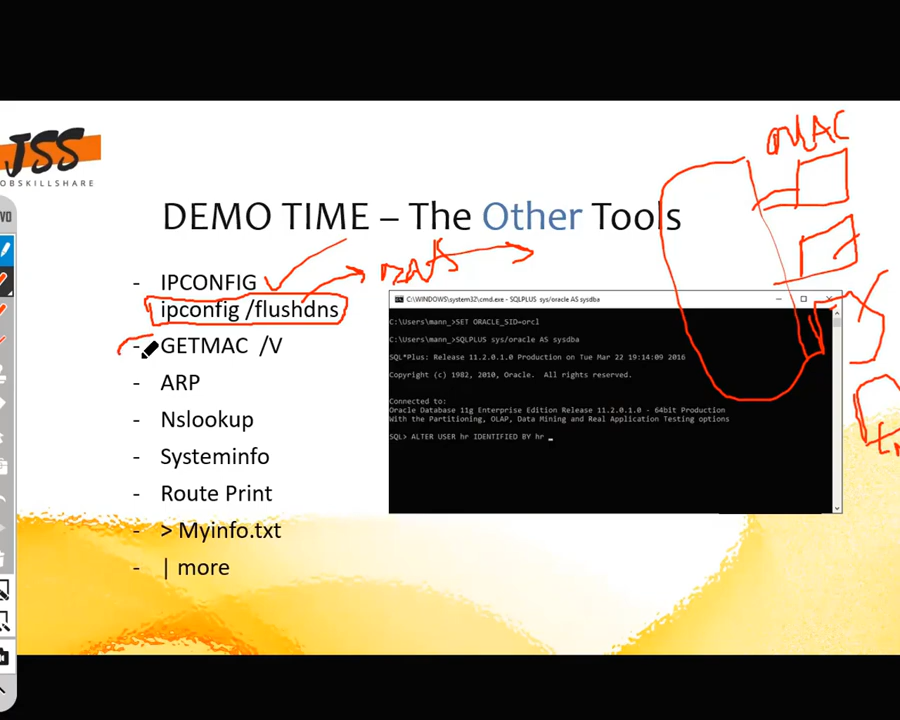 JSS
OBSKILLSHARE
VO
MAC
DEMO TIME – The Other Tools
- IPCONFIG
ipconfig /flushdns
- GETMAC /V
- ARP
- Nslookup
- Systeminfo
- Route Print
- > Myinfo.txt
- | more
C:\WINDOWS\system32\cmd.exe - SQLPLUS sys/oracle AS sysdba
C:\Users\mann_>SET ORACLE_SID=orcl
C:\Users\mann_>SQLPLUS sys/oracle AS sysdba
SQL*Plus: Release 11.2.0.1.0 Production on Tue Mar 22 19:14:09 2016
Copyright (c) 1982, 2010, Oracle. All rights reserved.
Connected to:
Oracle Database 11g Enterprise Edition Release 11.2.0.1.0 - 64bit Production
With the Partitioning, OLAP, Data Mining and Real Application Testing options
SQL> ALTER USER hr IDENTIFIED BY hr _